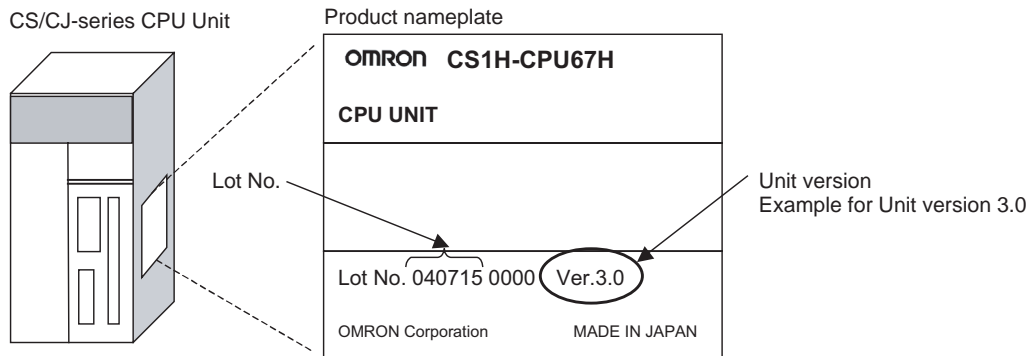 CS/CJ-series CPU Unit
Product nameplate
OMRON CS1H-CPU67H
CPU UNIT
Lot No.
Unit version
Example for Unit version 3.0
Lot No. 040715 0000 Ver.3.0
OMRON Corporation MADE IN JAPAN